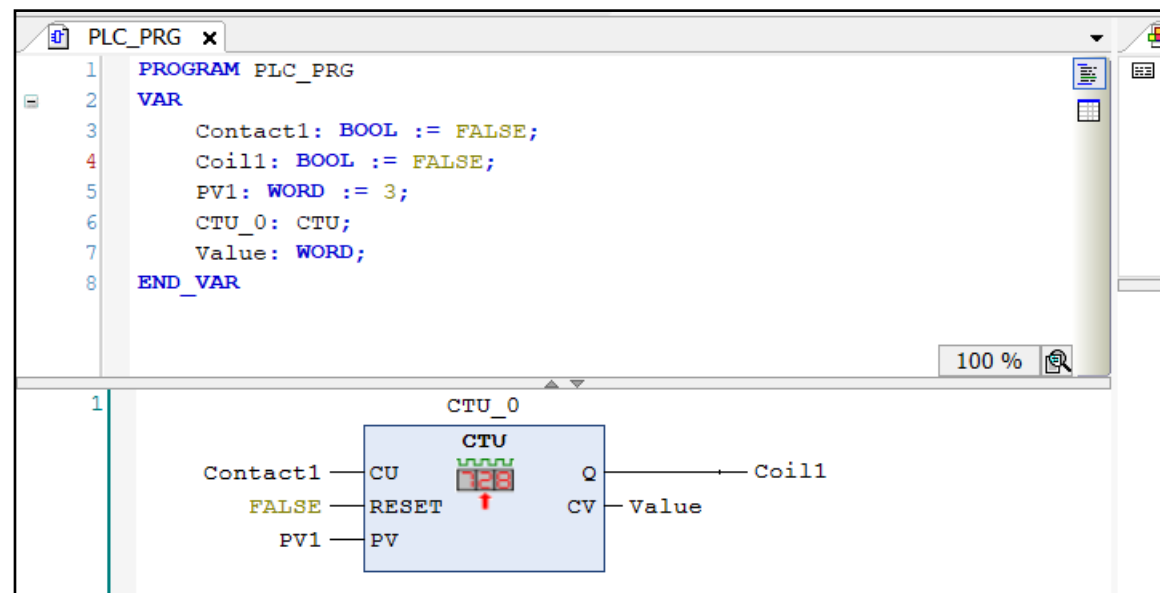 PLC_PRG
1 PROGRAM PLC_PRG
2 VAR
3 Contact1: BOOL := FALSE;
4 Coil1: BOOL := FALSE;
5 PV1: WORD := 3;
6 CTU_0: CTU;
7 Value: WORD;
8 END_VAR
100 %
1 CTU_0
CTU
728
Contact1 CU Q Coil1
FALSE RESET CV Value
PV1 PV